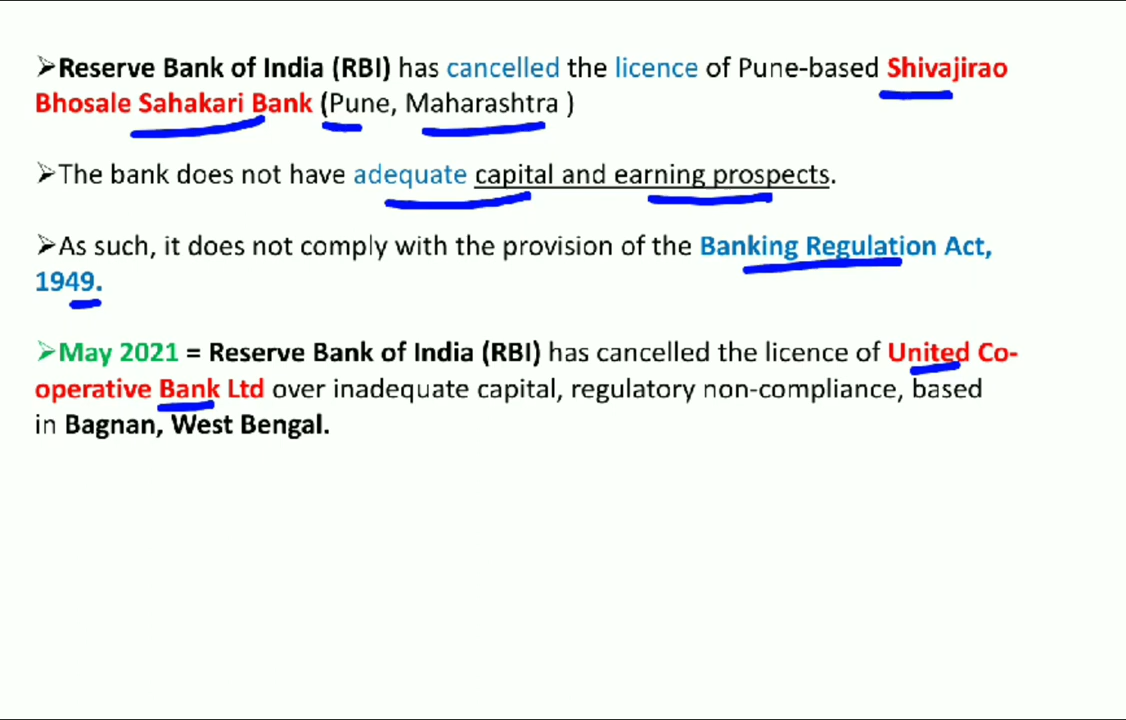 ➢Reserve Bank of India (RBI) has cancelled the licence of Pune-based Shivajirao
Bhosale Sahakari Bank (Pune, Maharashtra )
➢The bank does not have adequate capital and earning prospects.
➢As such, it does not comply with the provision of the Banking Regulation Act,
1949.
➢May 2021 = Reserve Bank of India (RBI) has cancelled the licence of United Co-
operative Bank Ltd over inadequate capital, regulatory non-compliance, based
in Bagnan, West Bengal.